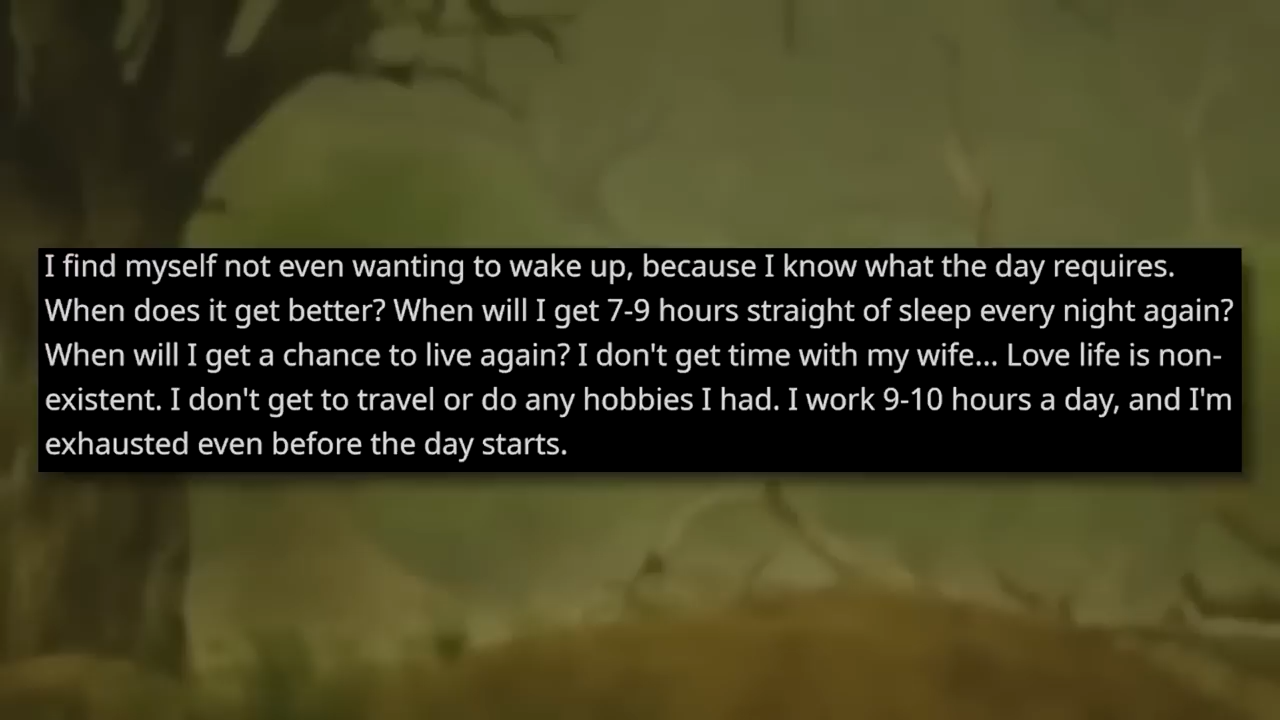 I find myself not even wanting to wake up, because I know what the day requires.
When does it get better? When will I get 7-9 hours straight of sleep every night again?
When will I get a chance to live again? I don't get time with my wife... Love life is non-
existent. I don't get to travel or do any hobbies I had. I work 9-10 hours a day, and I'm
exhausted even before the day starts.